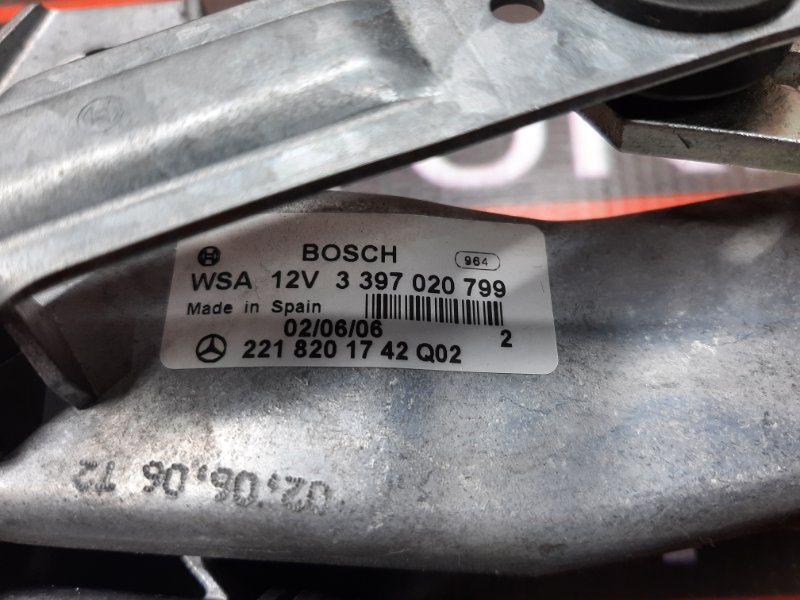 BOSCH 964
WSA 12V 3 397 020 799
Made in Spain
02/06/06 2
221 820 17 42 Q02
02,06,06 T2